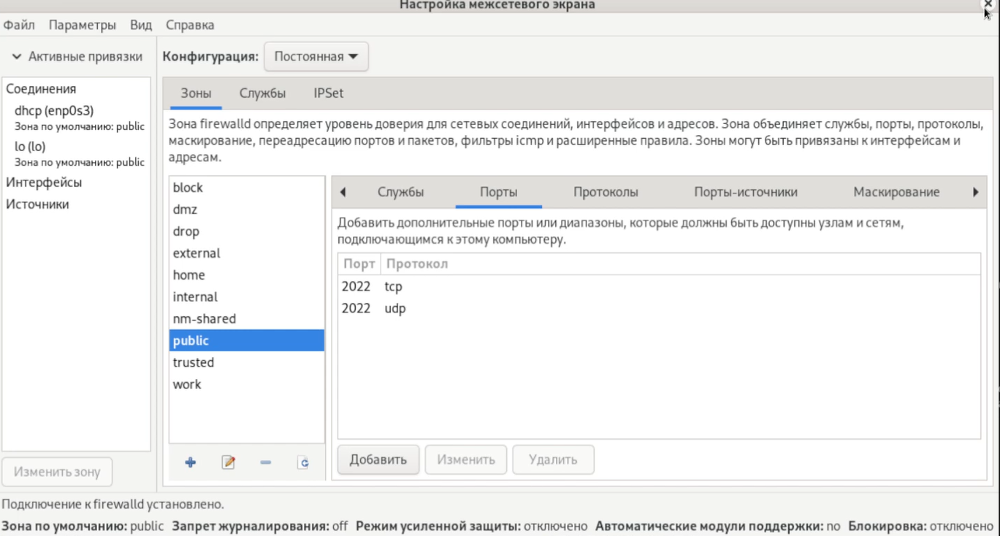 Настройка межсетевого экрана
Файл Параметры Вид Справка
Активные привязки
Конфигурация: Постоянная
Соединения
dhcp (enp0s3)
Зона по умолчанию: public
lo (lo)
Зона по умолчанию: public
Интерфейсы
Источники
Изменить зону
Зоны Службы IPSet
Зона firewalld определяет уровень доверия для сетевых соединений, интерфейсов и адресов. Зона объединяет службы, порты, протоколы,
маскирование, переадресацию портов и пакетов, фильтры icmp и расширенные правила. Зоны могут быть привязаны к интерфейсам и
адресам.
block
dmz
drop
external
home
internal
nm-shared
public
trusted
work
Службы Порты Протоколы Порты-источники Маскирование
Добавить дополнительные порты или диапазоны, которые должны быть доступны узлам и сетям,
подключающимся к этому компьютеру.
Порт Протокол
2022 tcp
2022 udp
Добавить Изменить Удалить
Подключение к firewalld установлено.
Зона по умолчанию: public Запрет журналирования: off Режим усиленной защиты: отключено Автоматические модули поддержки: no Блокировка: отключено